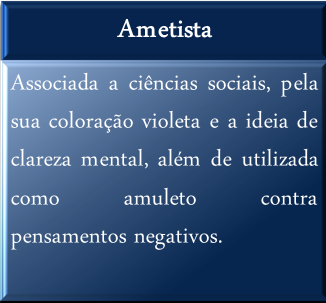 Ametista
Associada a ciências sociais, pela
sua coloração violeta e a ideia de
clareza mental, além de utilizada
como amuleto contra
pensamentos negativos.